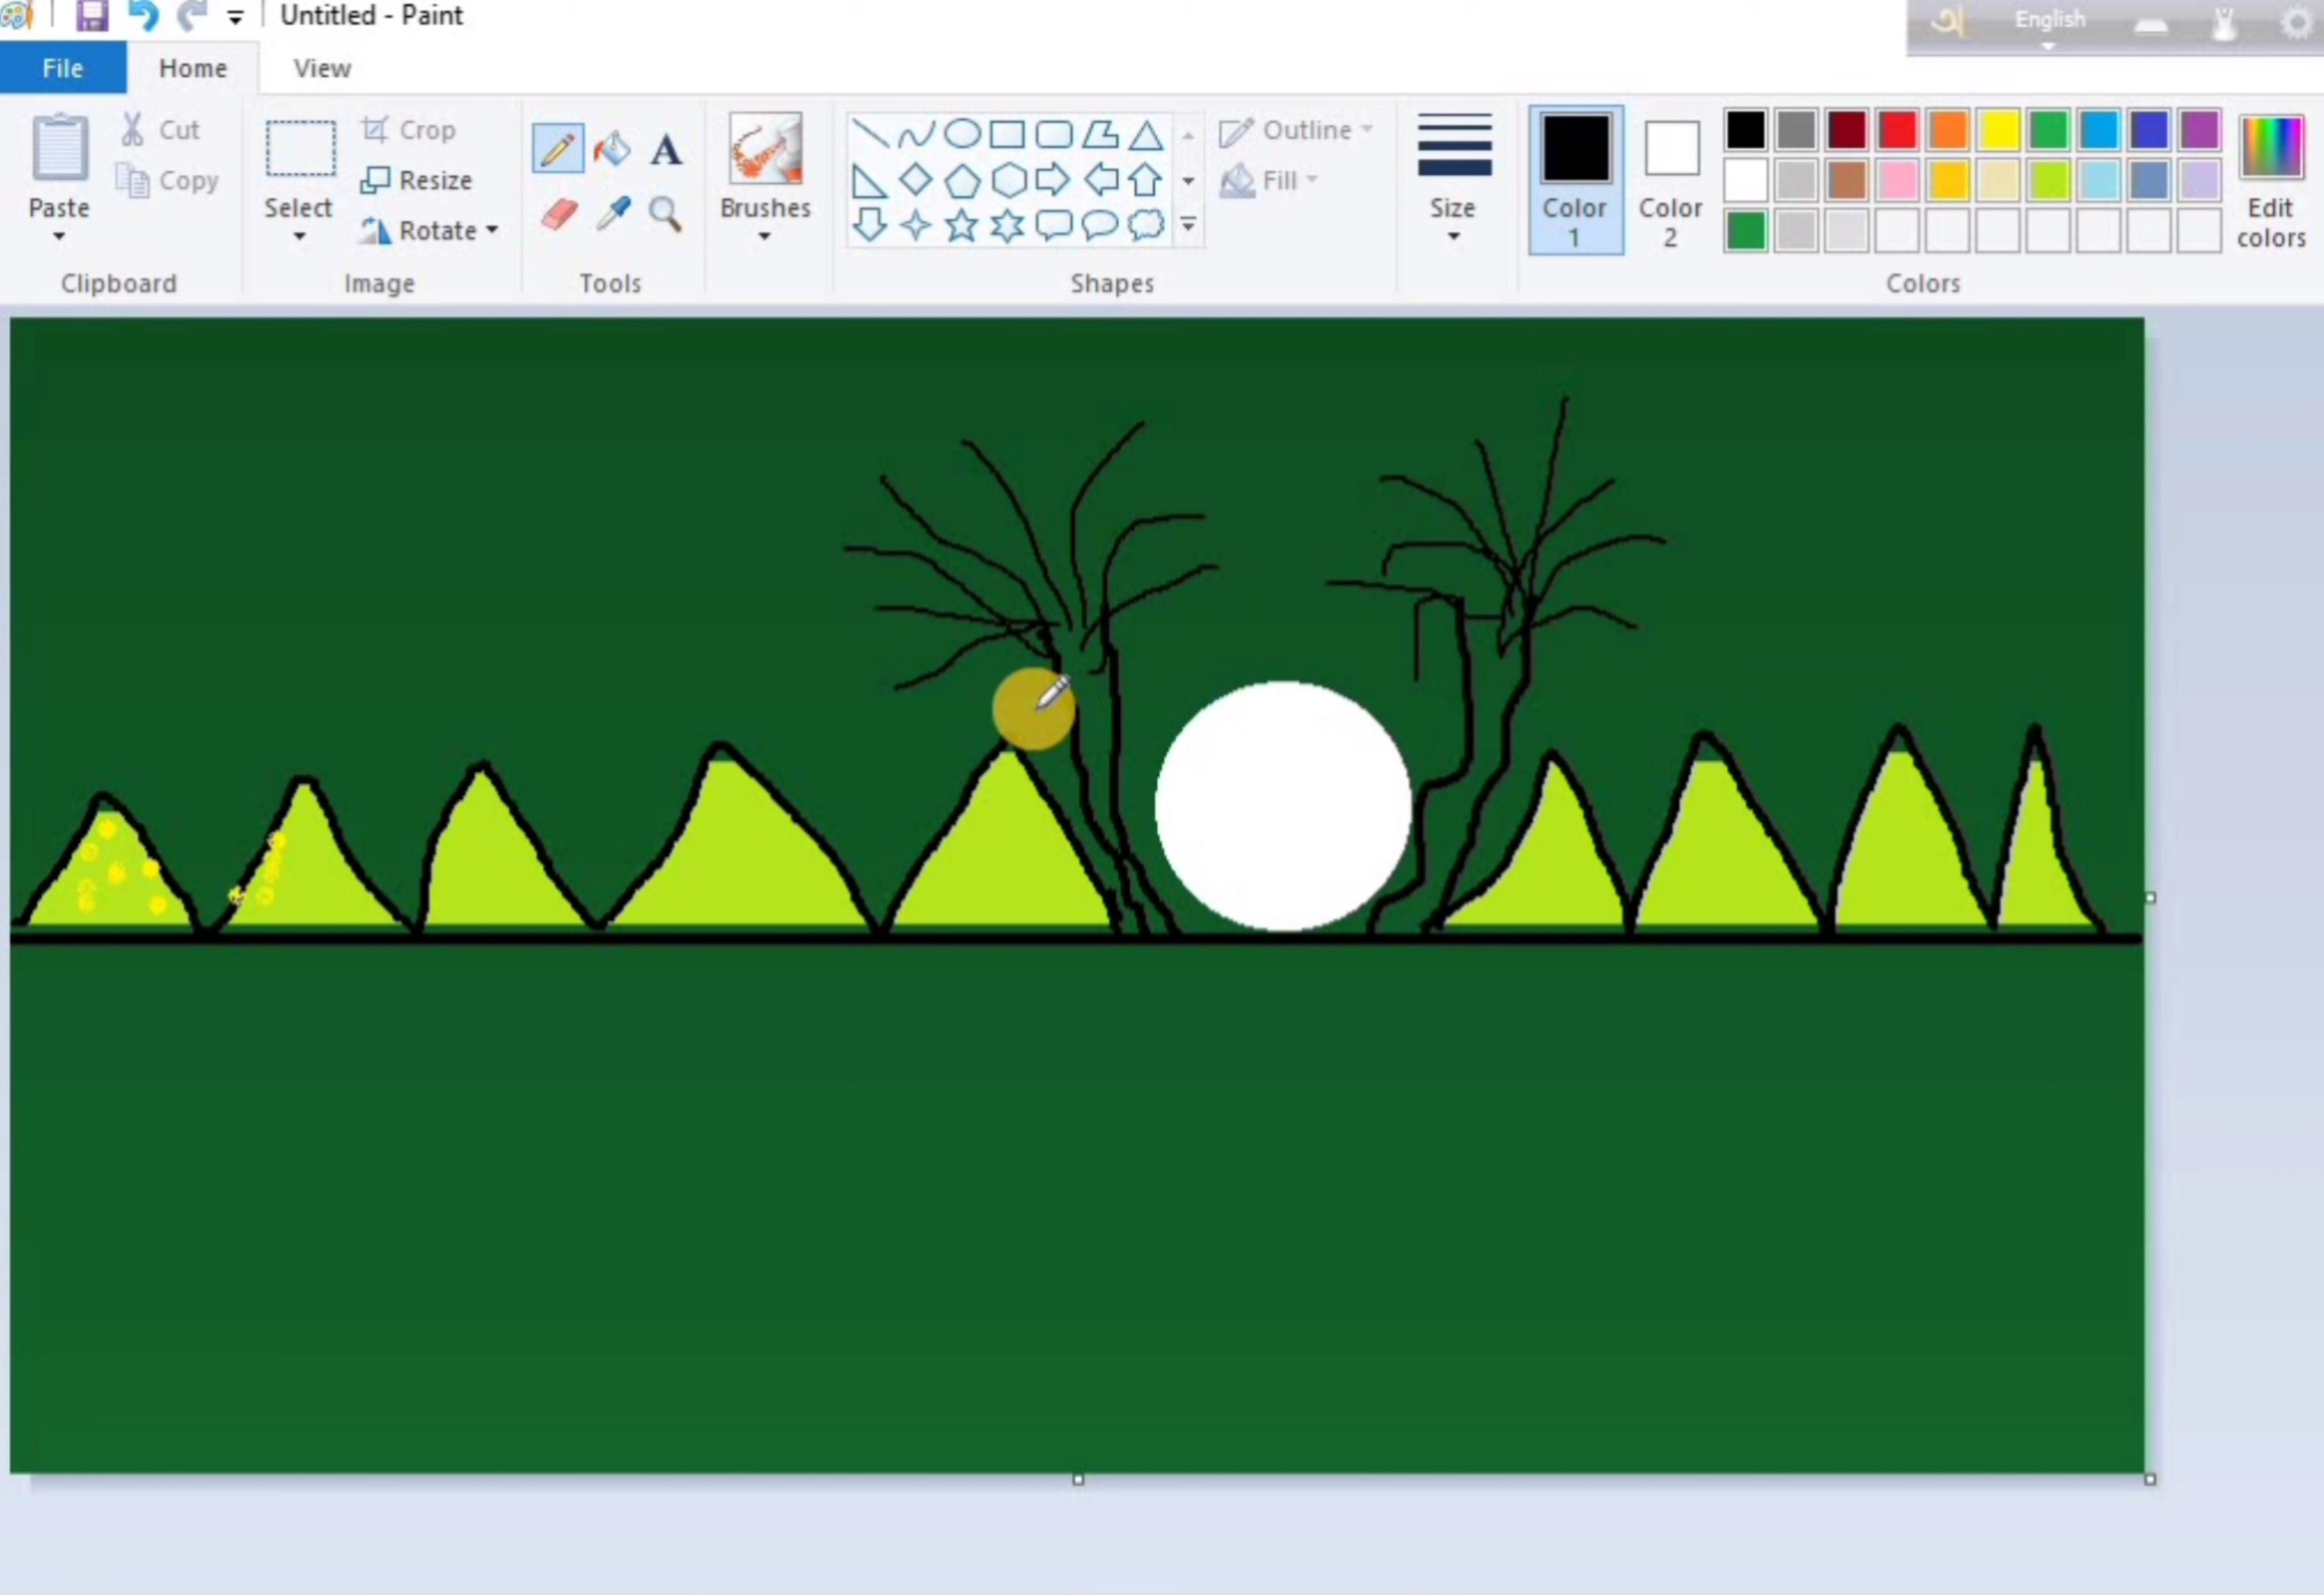 Untitled - Paint
অ English
File Home View
Paste Cut Copy
Select Crop Resize Rotate
A
Brushes
Outline Fill
Size
Color 1
Color 2
Edit colors
Clipboard Image Tools Shapes Colors